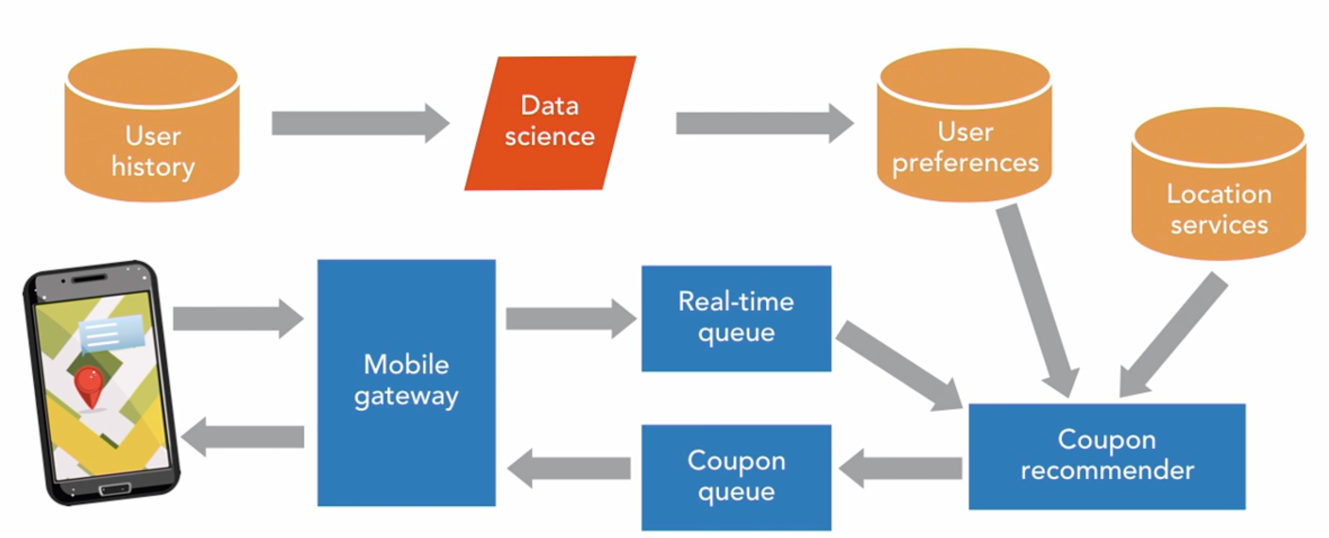 User
history
Data
science
User
preferences
Location
services
Mobile
gateway
Real-time
queue
Coupon
queue
Coupon
recommender